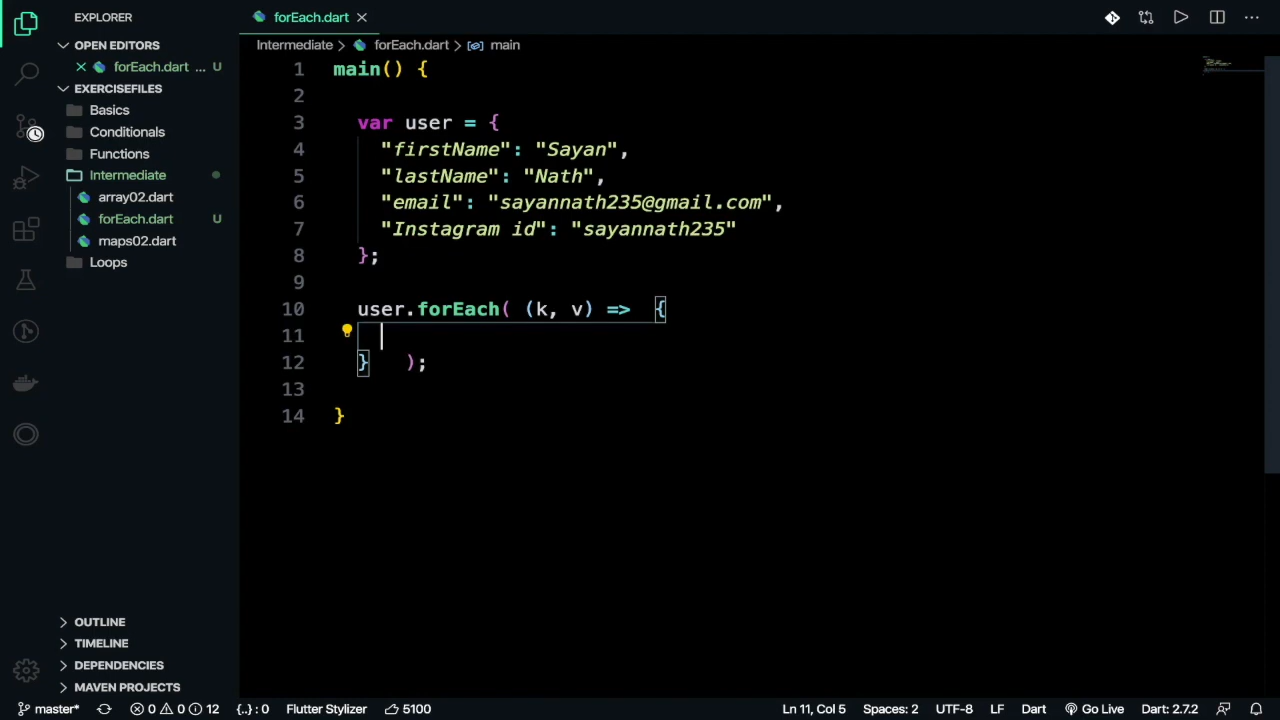 EXPLORER
OPEN EDITORS
forEach.dart ... U
EXERCISEFILES
Basics
Conditionals
Functions
Intermediate
array02.dart
forEach.dart U
maps02.dart
Loops
OUTLINE
TIMELINE
DEPENDENCIES
MAVEN PROJECTS
forEach.dart
Intermediate > forEach.dart > main
1 main() {
2
3 var user = {
4 "firstName": "Sayan",
5 "lastName": "Nath",
6 "email": "sayannath235@gmail.com",
7 "Instagram id": "sayannath235"
8 };
9
10 user.forEach( (k, v) => {
11
12 } );
13
14 }
master* 0 0 12 {..} : 0 Flutter Stylizer 5100 Ln 11, Col 5 Spaces: 2 UTF-8 LF Dart Go Live Dart: 2.7.2